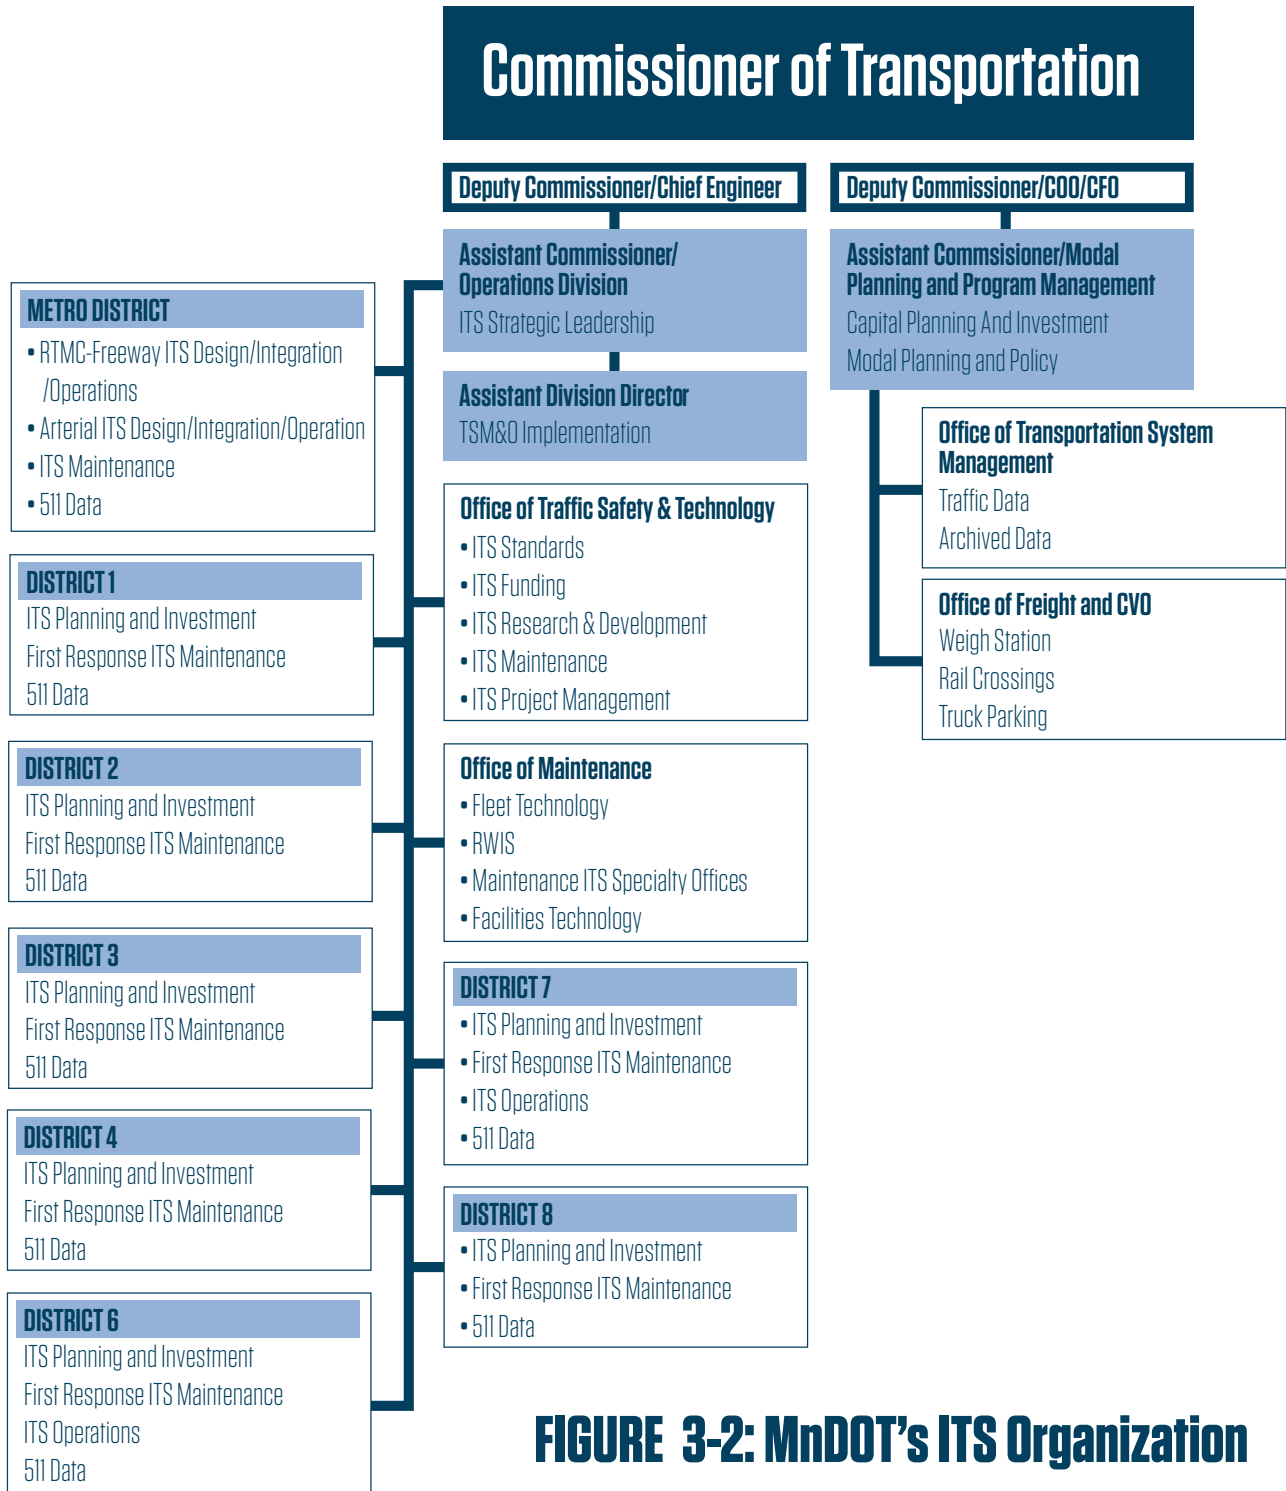 Commissioner of Transportation
Deputy Commissioner/Chief Engineer
Assistant Commissioner/
Operations Division
ITS Strategic Leadership
Assistant Division Director
TSM&O Implementation
Deputy Commissioner/COO/CFO
Assistant Commsisioner/Modal
Planning and Program Management
Capital Planning And Investment
Modal Planning and Policy
Office of Transportation System
Management
Traffic Data
Archived Data
Office of Freight and CVO
Weigh Station
Rail Crossings
Truck Parking
METRO DISTRICT
• RTMC-Freeway ITS Design/Integration
/Operations
• Arterial ITS Design/Integration/Operation
• ITS Maintenance
• 511 Data
DISTRICT 1
ITS Planning and Investment
First Response ITS Maintenance
511 Data
DISTRICT 2
ITS Planning and Investment
First Response ITS Maintenance
511 Data
DISTRICT 3
ITS Planning and Investment
First Response ITS Maintenance
511 Data
DISTRICT 4
ITS Planning and Investment
First Response ITS Maintenance
511 Data
DISTRICT 6
ITS Planning and Investment
First Response ITS Maintenance
ITS Operations
511 Data
Office of Traffic Safety & Technology
• ITS Standards
• ITS Funding
• ITS Research & Development
• ITS Maintenance
• ITS Project Management
Office of Maintenance
• Fleet Technology
• RWIS
• Maintenance ITS Specialty Offices
• Facilities Technology
DISTRICT 7
• ITS Planning and Investment
• First Response ITS Maintenance
• ITS Operations
• 511 Data
DISTRICT 8
• ITS Planning and Investment
• First Response ITS Maintenance
• 511 Data
FIGURE 3-2: MnDOT's ITS Organization